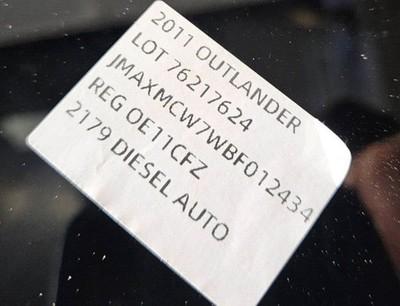 2011 OUTLANDER
LOT 76217624
JMAXMCW7WBF012434
REG OE11CFZ
2179 DIESEL AUTO